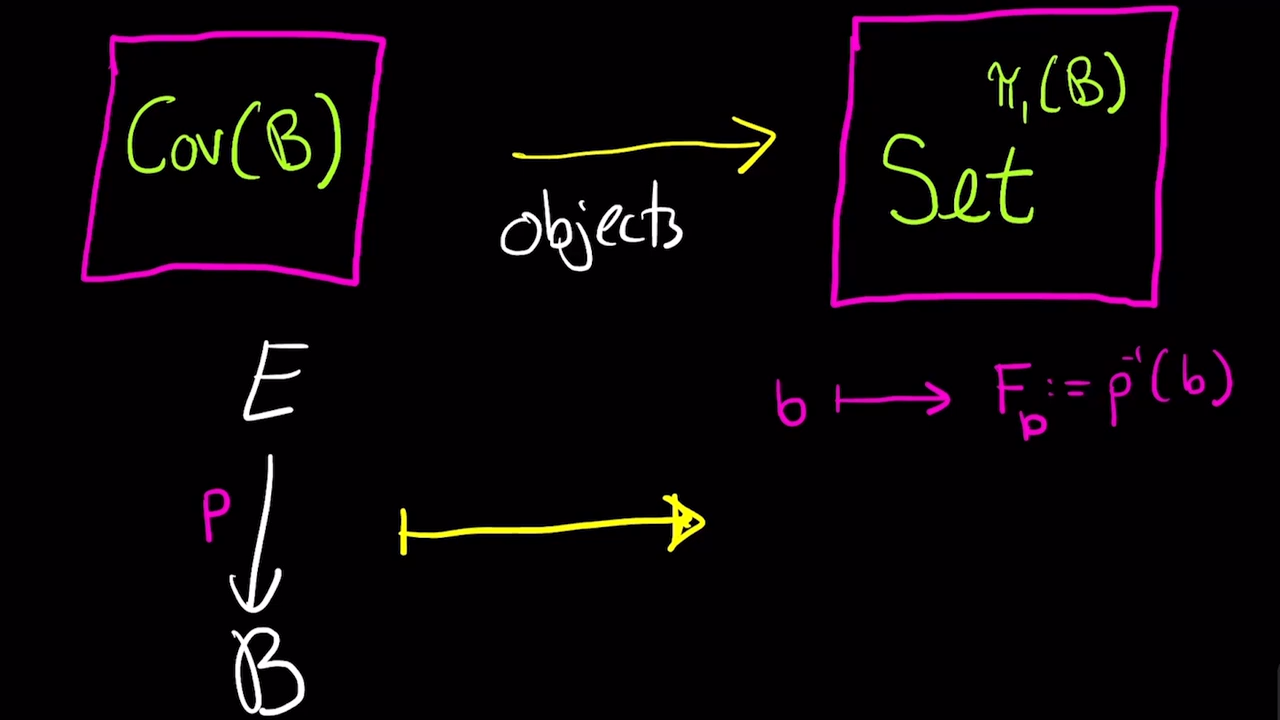 Cov(B)
objects
π₁(B)
Set
E
b ↦ F_b := p⁻¹(b)
p
B